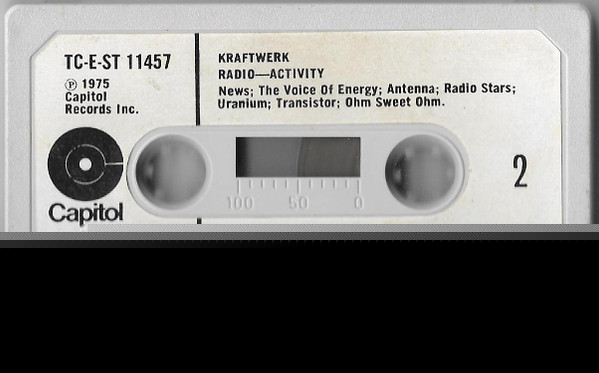 TC-E-ST 11457
Ⓟ 1975
Capitol
Records Inc.
Capitol
KRAFTWERK
RADIO—ACTIVITY
News; The Voice Of Energy; Antenna; Radio Stars;
Uranium; Transistor; Ohm Sweet Ohm.
100 50 0
2